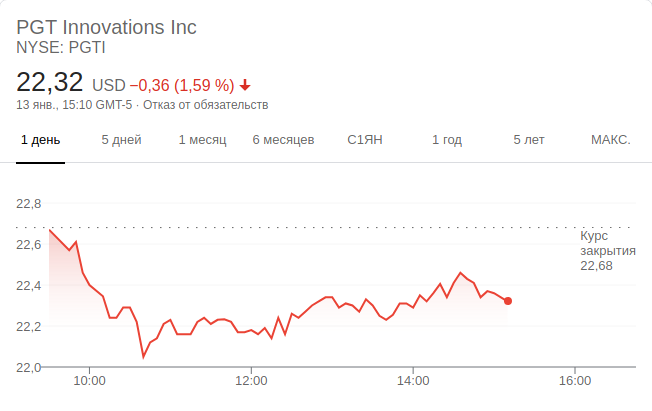 PGT Innovations Inc
NYSE: PGTI
22,32 USD −0,36 (1,59 %)
13 янв., 15:10 GMT-5 · Отказ от обязательств
1 день 5 дней 1 месяц 6 месяцев С1ЯН 1 год 5 лет МАКС.
22,8
22,6
22,4
22,2
22,0
Курс
закрытия
22,68
10:00 12:00 14:00 16:00